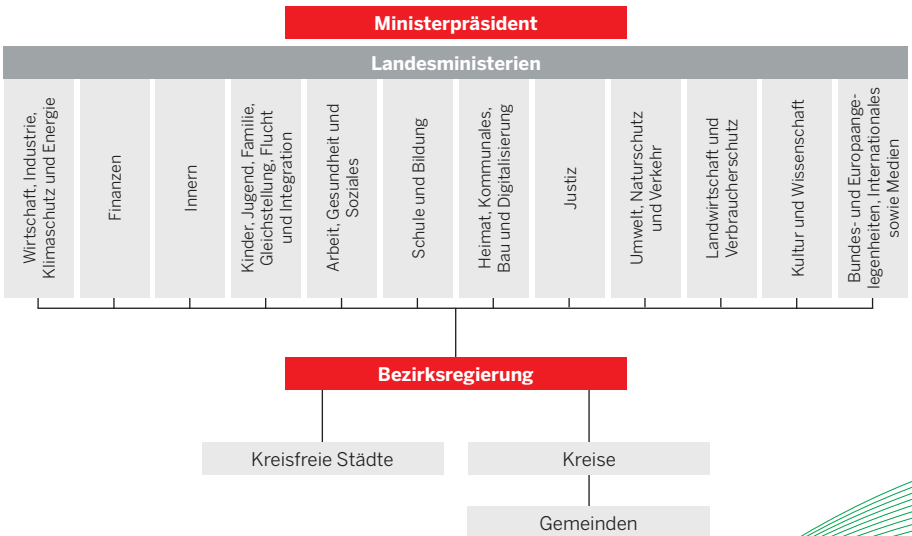 Ministerpräsident
Landesministerien
Wirtschaft, Industrie,
Klimaschutz und Energie
Finanzen
Innern
Kinder, Jugend, Familie,
Gleichstellung, Flucht
und Integration
Arbeit, Gesundheit und
Soziales
Schule und Bildung
Heimat, Kommunales,
Bau und Digitalisierung
Justiz
Umwelt, Naturschutz
und Verkehr
Landwirtschaft und
Verbraucherschutz
Kultur und Wissenschaft
Bundes- und Europaange-
legenheiten, Internationales
sowie Medien
Bezirksregierung
Kreisfreie Städte
Kreise
Gemeinden